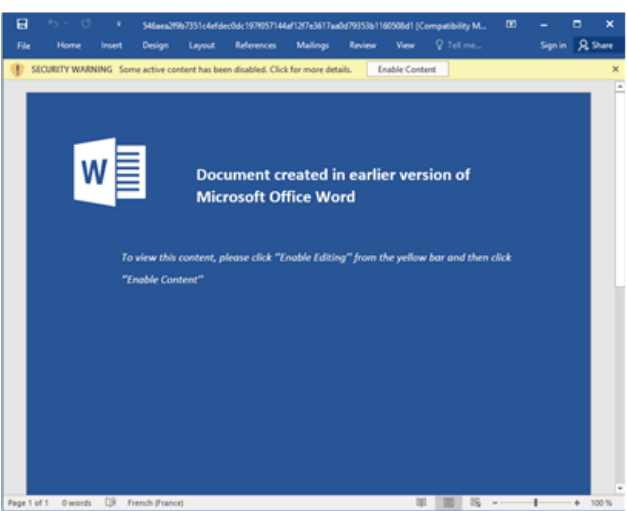 546aea2f9b7351c4efdec0dc197f057144af12f7e3617aa0d79353b1160508d1 [Compatibility M...
File Home Insert Design Layout References Mailings Review View Tell me... Sign in Share
SECURITY WARNING Some active content has been disabled. Click for more details. Enable Content
W
Document created in earlier version of
Microsoft Office Word
To view this content, please click "Enable Editing" from the yellow bar and then click
"Enable Content"
Page 1 of 1 0 words French (France) 100 %